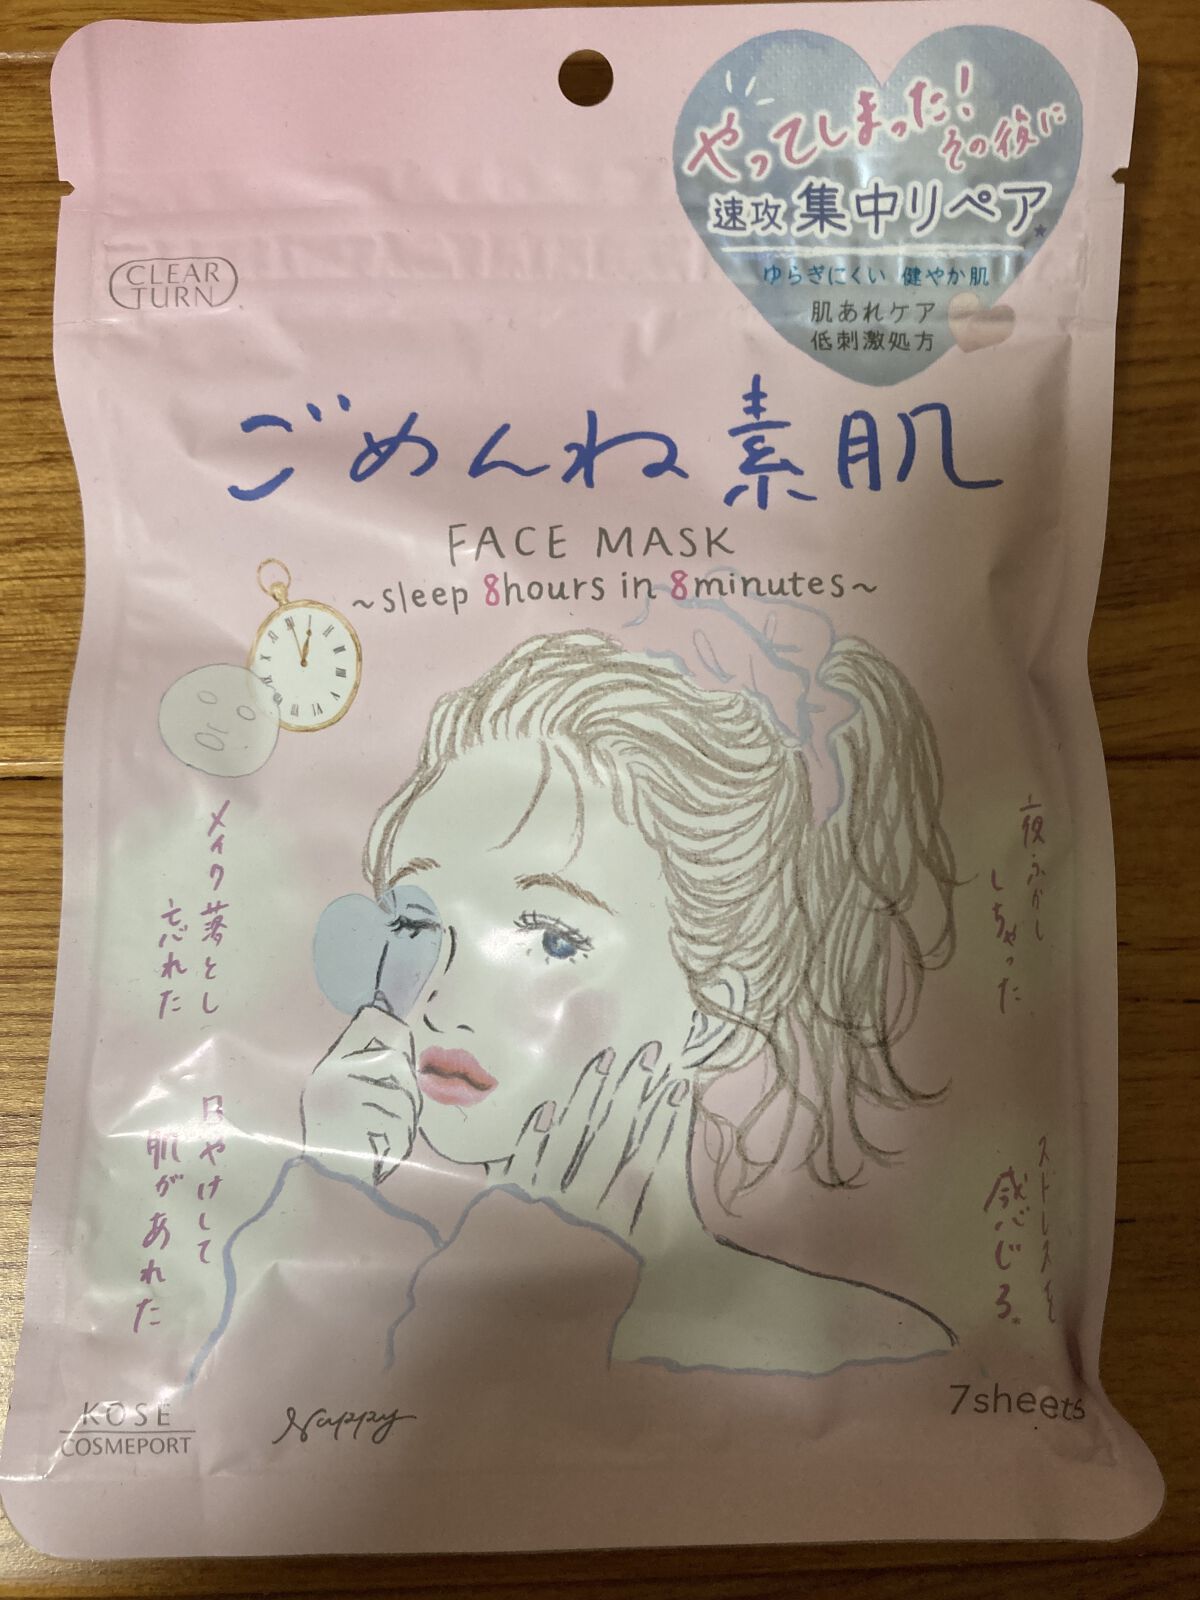 やってしまった!
その後に
速攻 集中リペア★
ゆらぎにくい 健やか肌
肌あれケア
低刺激処方
CLEAR
TURN
ごめんね素肌
FACE MASK
~sleep 8hours in 8minutes~
メイク落とし
忘れた
夜ふかし
しちゃった
日やけして
肌があれた
ストレスを
感じる*
KOSE
COSMEPORT
Nappy
7sheets